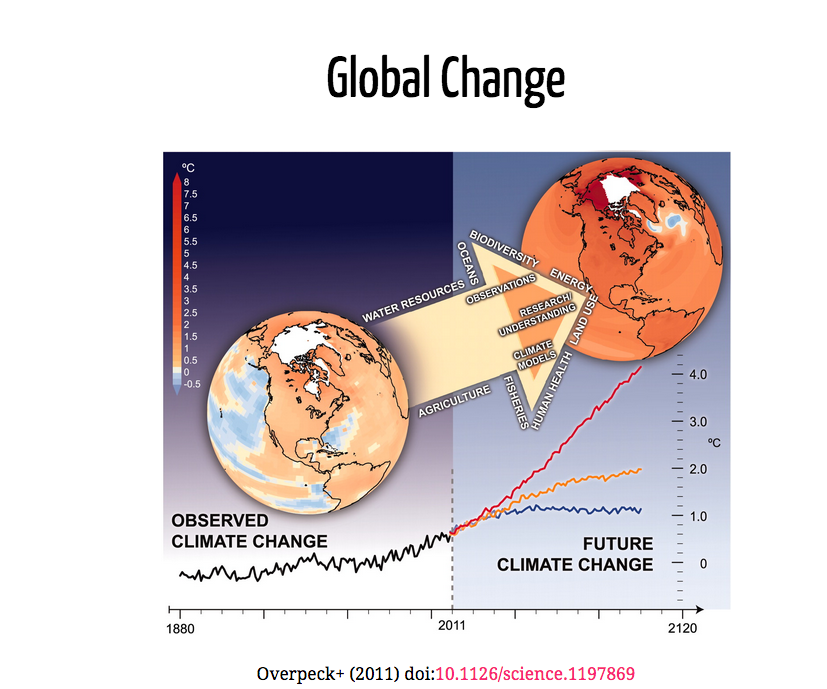 Global Change
ºC
8
7.5
7
6.5
6
5.5
5
4.5
4
3.5
3
2.5
2
1.5
1
0.5
0
-0.5
WATER RESOURCES
OCEANS
BIODIVERSITY
ENERGY
OBSERVATIONS
RESEARCH/
UNDERSTANDING
CLIMATE
MODELS
LAND USE
HUMAN HEALTH
FISHERIES
AGRICULTURE
OBSERVED
CLIMATE CHANGE
FUTURE
CLIMATE CHANGE
4.0
3.0
ºC
2.0
1.0
0
1880
2011
2120
Overpeck+ (2011) doi:10.1126/science.1197869